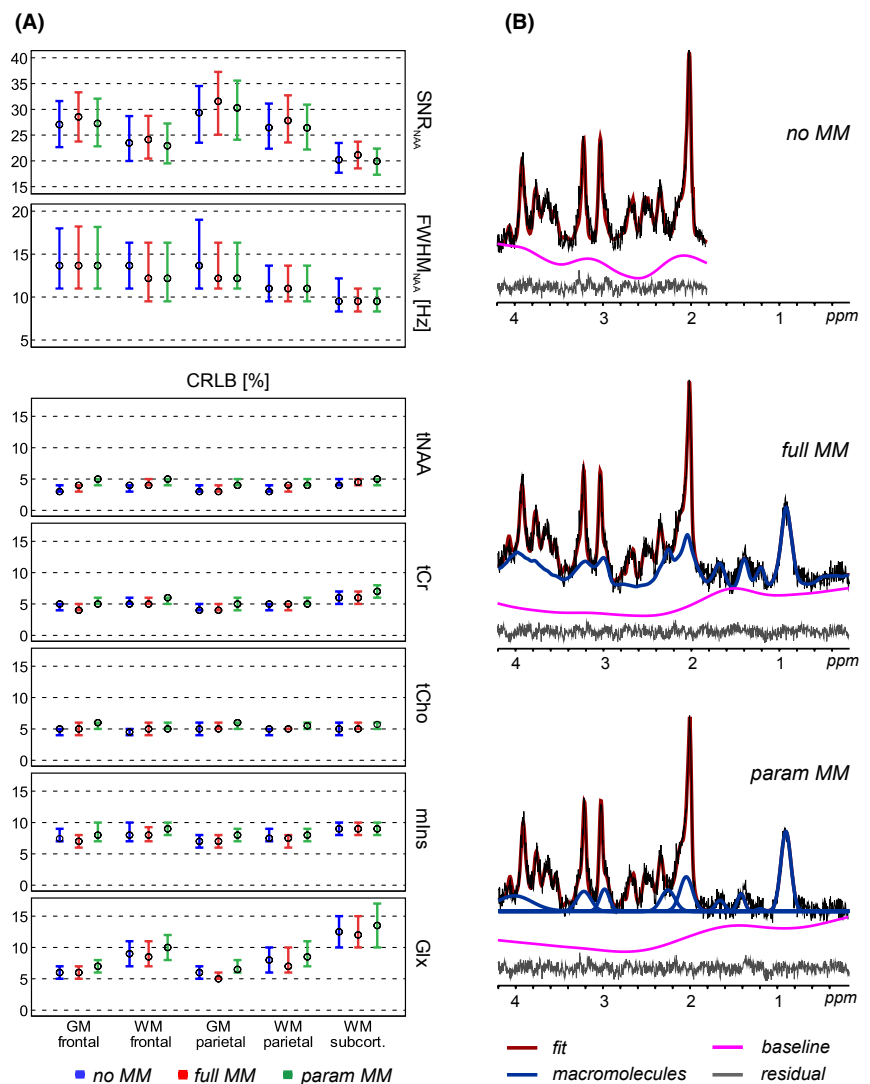 (A)
(B)
40
35
30
25
20
15
SNR NAA
20
15
10
5
FWHM NAA [Hz]
CRLB [%]
15
10
5
0
tNAA
15
10
5
0
tCr
15
10
5
0
tCho
15
10
5
0
mIns
15
10
5
0
Glx
GM frontal
WM frontal
GM parietal
WM parietal
WM subcort.
no MM
full MM
param MM
no MM
4 3 2 1 ppm
full MM
4 3 2 1 ppm
param MM
4 3 2 1 ppm
fit
baseline
macromolecules
residual